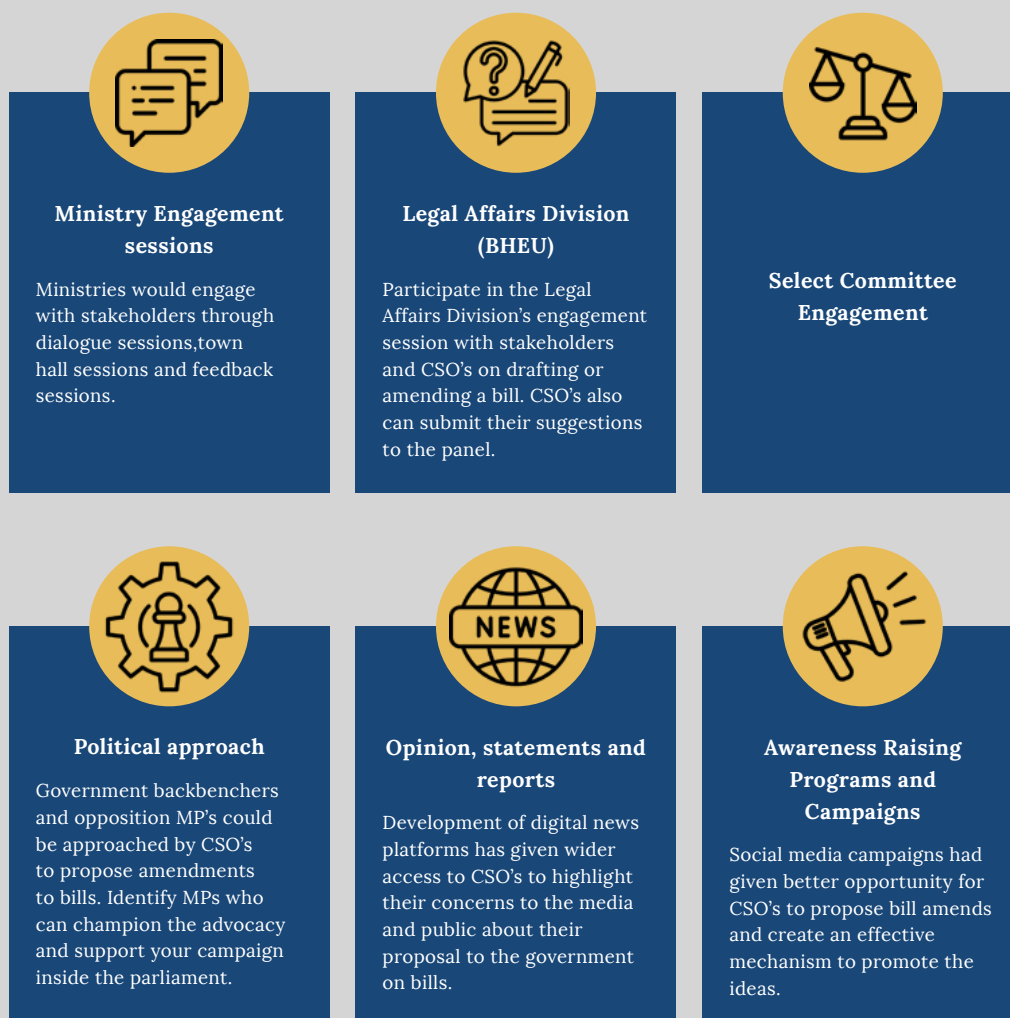 Ministry Engagement
sessions
Ministries would engage
with stakeholders through
dialogue sessions,town
hall sessions and feedback
sessions.
Legal Affairs Division
(BHEU)
Participate in the Legal
Affairs Division’s engagement
session with stakeholders
and CSO’s on drafting or
amending a bill. CSO’s also
can submit their suggestions
to the panel.
Select Committee
Engagement
Political approach
Government backbenchers
and opposition MP’s could
be approached by CSO’s
to propose amendments
to bills. Identify MPs who
can champion the advocacy
and support your campaign
inside the parliament.
NEWS
Opinion, statements and
reports
Development of digital news
platforms has given wider
access to CSO’s to highlight
their concerns to the media
and public about their
proposal to the government
on bills.
Awareness Raising
Programs and
Campaigns
Social media campaigns had
given better opportunity for
CSO’s to propose bill amends
and create an effective
mechanism to promote the
ideas.